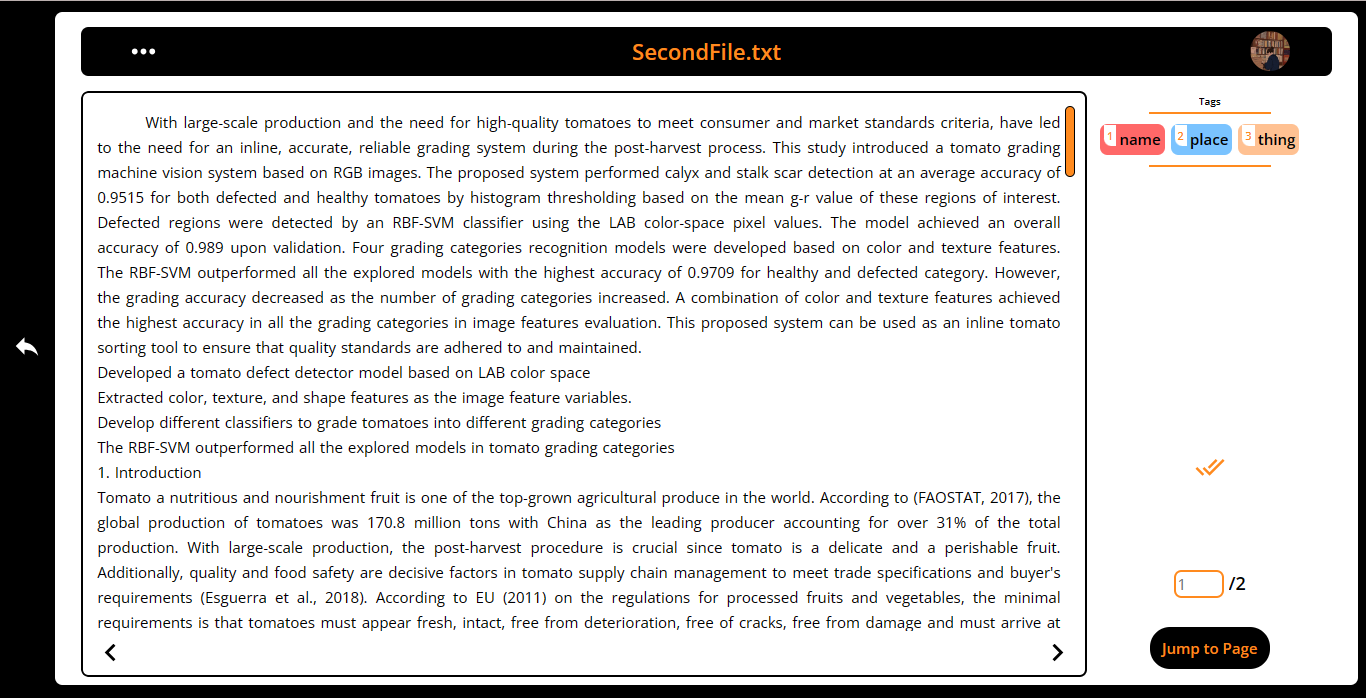 SecondFile.txt
With large-scale production and the need for high-quality tomatoes to meet consumer and market standards criteria, have led
to the need for an inline, accurate, reliable grading system during the post-harvest process. This study introduced a tomato grading
machine vision system based on RGB images. The proposed system performed calyx and stalk scar detection at an average accuracy of
0.9515 for both defected and healthy tomatoes by histogram thresholding based on the mean g-r value of these regions of interest.
Defected regions were detected by an RBF-SVM classifier using the LAB color-space pixel values. The model achieved an overall
accuracy of 0.989 upon validation. Four grading categories recognition models were developed based on color and texture features.
The RBF-SVM outperformed all the explored models with the highest accuracy of 0.9709 for healthy and defected category. However,
the grading accuracy decreased as the number of grading categories increased. A combination of color and texture features achieved
the highest accuracy in all the grading categories in image features evaluation. This proposed system can be used as an inline tomato
sorting tool to ensure that quality standards are adhered to and maintained.
Developed a tomato defect detector model based on LAB color space
Extracted color, texture, and shape features as the image feature variables.
Develop different classifiers to grade tomatoes into different grading categories
The RBF-SVM outperformed all the explored models in tomato grading categories
1. Introduction
Tomato a nutritious and nourishment fruit is one of the top-grown agricultural produce in the world. According to (FAOSTAT, 2017), the
global production of tomatoes was 170.8 million tons with China as the leading producer accounting for over 31% of the total
production. With large-scale production, the post-harvest procedure is crucial since tomato is a delicate and a perishable fruit.
Additionally, quality and food safety are decisive factors in tomato supply chain management to meet trade specifications and buyer's
requirements (Esguerra et al., 2018). According to EU (2011) on the regulations for processed fruits and vegetables, the minimal
requirements is that tomatoes must appear fresh, intact, free from deterioration, free of cracks, free from damage and must arrive at
Tags
1 name 2 place 3 thing
1 /2
Jump to Page